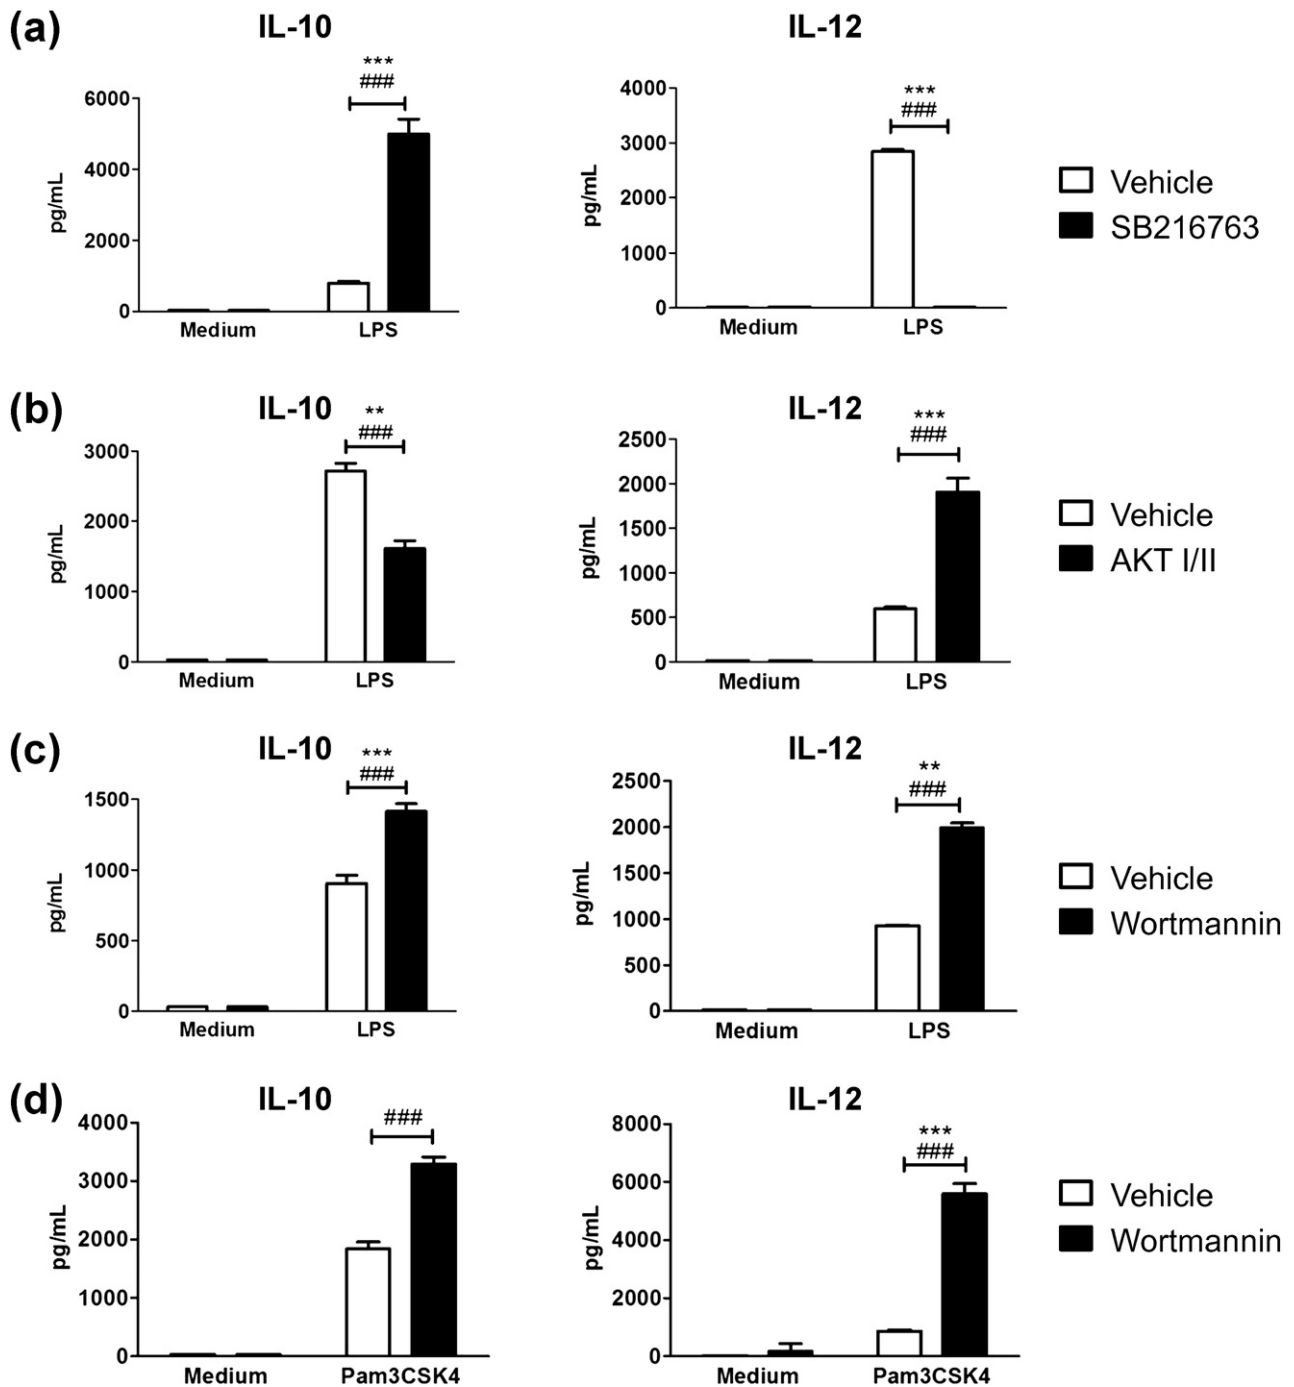 (a)
IL-10
***
###
6000
4000
2000
0
pg/mL
Medium LPS
IL-12
***
###
4000
3000
2000
1000
0
pg/mL
Medium LPS
Vehicle
SB216763
(b)
IL-10
**
###
3000
2000
1000
0
pg/mL
Medium LPS
IL-12
***
###
2500
2000
1500
1000
500
0
pg/mL
Medium LPS
Vehicle
AKT I/II
(c)
IL-10
***
###
1500
1000
500
0
pg/mL
Medium LPS
IL-12
**
###
2500
2000
1500
1000
500
0
pg/mL
Medium LPS
Vehicle
Wortmannin
(d)
IL-10
###
4000
3000
2000
1000
0
pg/mL
Medium Pam3CSK4
IL-12
***
###
8000
6000
4000
2000
0
pg/mL
Medium Pam3CSK4
Vehicle
Wortmannin